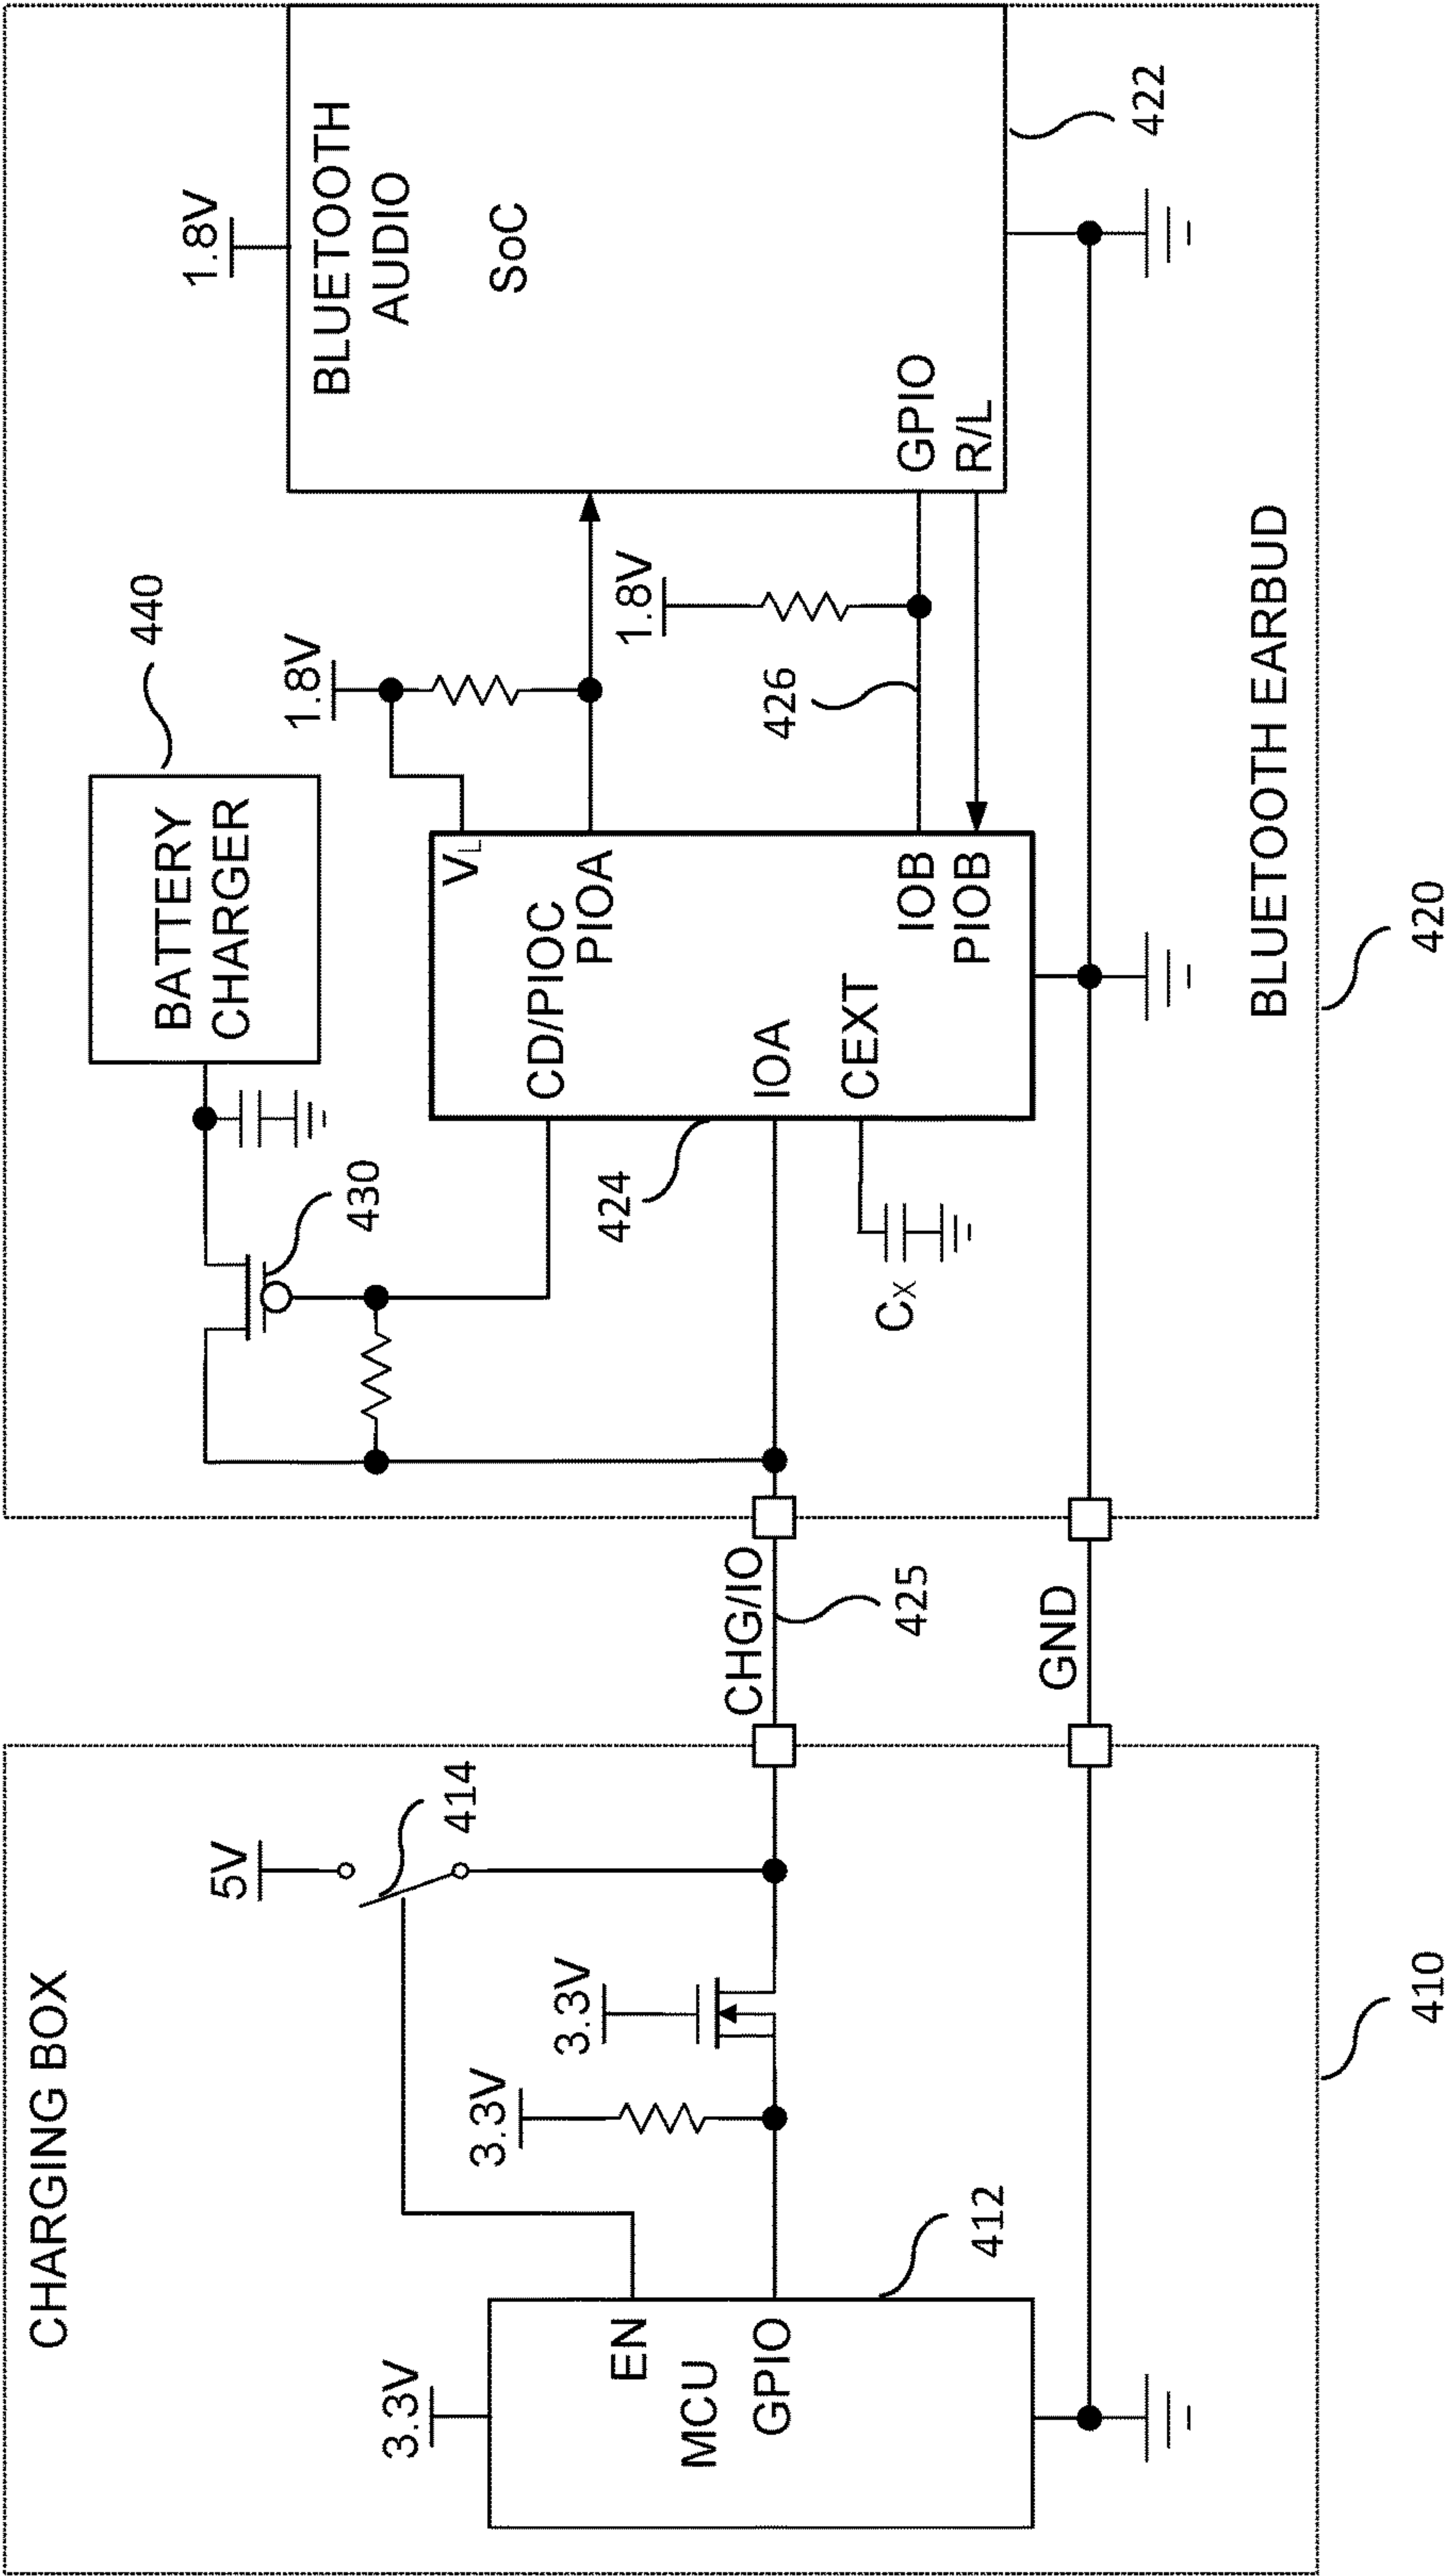 CHARGING BOX
3.3V
EN
MCU
GPIO
412
3.3V
3.3V
5V
414
410
CHG/IO
425
GND
BLUETOOTH EARBUD
420
430
BATTERY
CHARGER
440
CD/PIOC
VL
PIOA
IOA
CEXT
IOB
PIOB
424
CX
1.8V
1.8V
426
1.8V
BLUETOOTH
AUDIO
SoC
GPIO
R/L
422